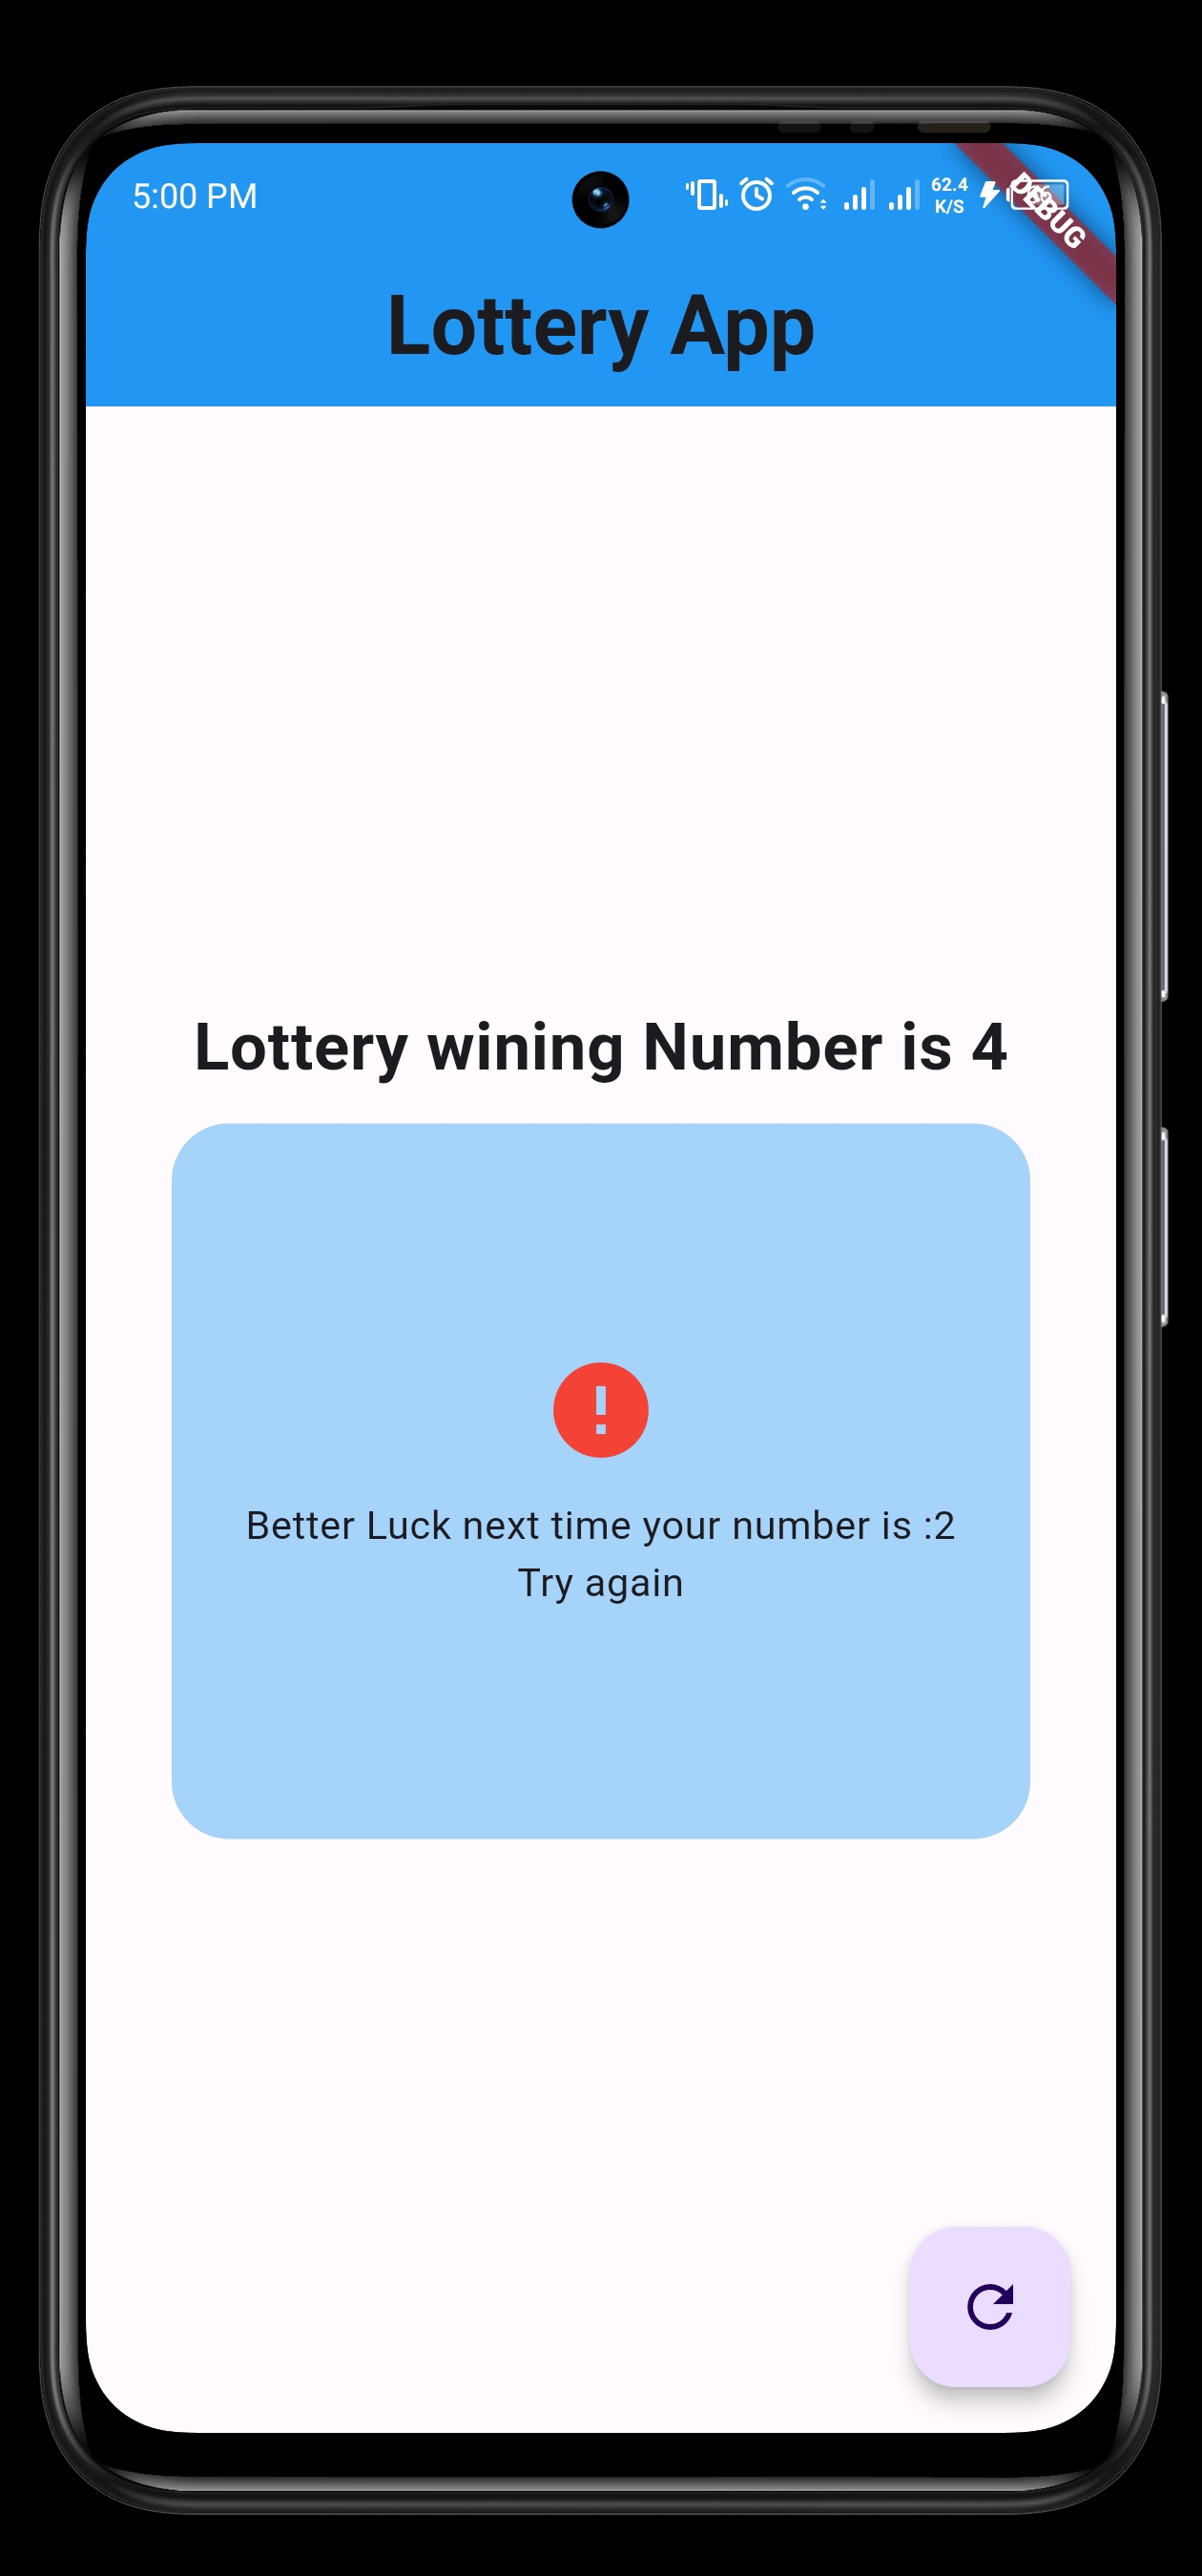 5:00 PM
62.4
K/S
DEBUG
Lottery App
Lottery wining Number is 4
Better Luck next time your number is :2
Try again